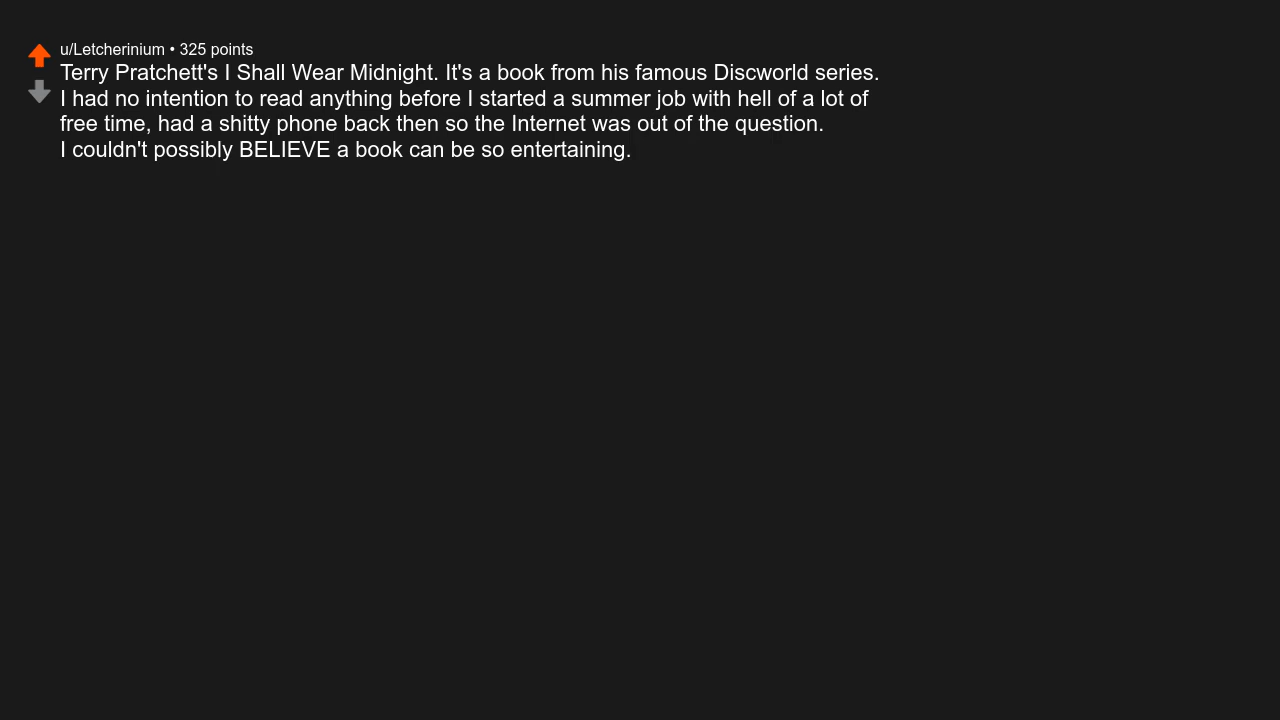 u/Letcherinium • 325 points
Terry Pratchett's I Shall Wear Midnight. It's a book from his famous Discworld series.
I had no intention to read anything before I started a summer job with hell of a lot of
free time, had a shitty phone back then so the Internet was out of the question.
I couldn't possibly BELIEVE a book can be so entertaining.